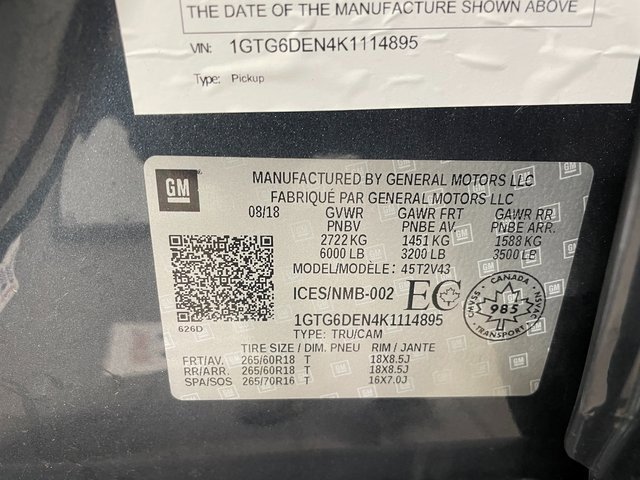 THE DATE OF THE MANUFACTURE SHOWN ABOVE
VIN: 1GTG6DEN4K1114895
Type: Pickup
GM MANUFACTURED BY GENERAL MOTORS LLC
FABRIQUÉ PAR GENERAL MOTORS LLC
08/18 GVWR GAWR FRT GAWR RR
PNBV PNBE AV. PNBE ARR.
2722 KG 1451 KG 1588 KG
6000 LB 3200 LB 3500 LB
MODEL/MODÈLE: 45T2V43
ICES/NMB-002 EC
CANADA
CMVSS 985 NSVAC
TRANSPORT
626D
1GTG6DEN4K1114895
TYPE: TRU/CAM
TIRE SIZE / DIM. PNEU RIM / JANTE
FRT/AV. 265/60R18 T 18X8.5J
RR/ARR. 265/60R18 T 18X8.5J
SPA/SOS 265/70R16 T 16X7.0J